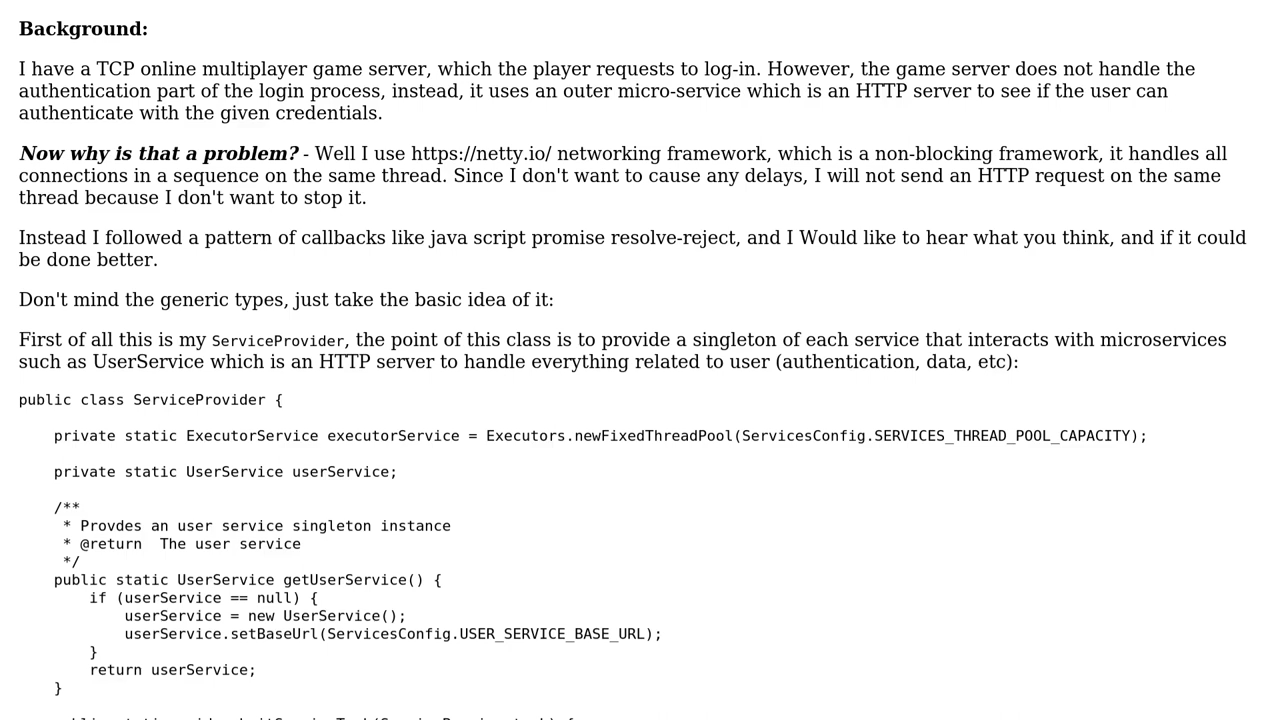 Background:
I have a TCP online multiplayer game server, which the player requests to log-in. However, the game server does not handle the
authentication part of the login process, instead, it uses an outer micro-service which is an HTTP server to see if the user can
authenticate with the given credentials.
Now why is that a problem? - Well I use https://netty.io/ networking framework, which is a non-blocking framework, it handles all
connections in a sequence on the same thread. Since I don't want to cause any delays, I will not send an HTTP request on the same
thread because I don't want to stop it.
Instead I followed a pattern of callbacks like java script promise resolve-reject, and I Would like to hear what you think, and if it could
be done better.
Don't mind the generic types, just take the basic idea of it:
First of all this is my ServiceProvider, the point of this class is to provide a singleton of each service that interacts with microservices
such as UserService which is an HTTP server to handle everything related to user (authentication, data, etc):
public class ServiceProvider {
    private static ExecutorService executorService = Executors.newFixedThreadPool(ServicesConfig.SERVICES_THREAD_POOL_CAPACITY);
    private static UserService userService;
    /**
     * Provdes an user service singleton instance
     * @return  The user service
     */
    public static UserService getUserService() {
        if (userService == null) {
            userService = new UserService();
            userService.setBaseUrl(ServicesConfig.USER_SERVICE_BASE_URL);
        }
        return userService;
    }